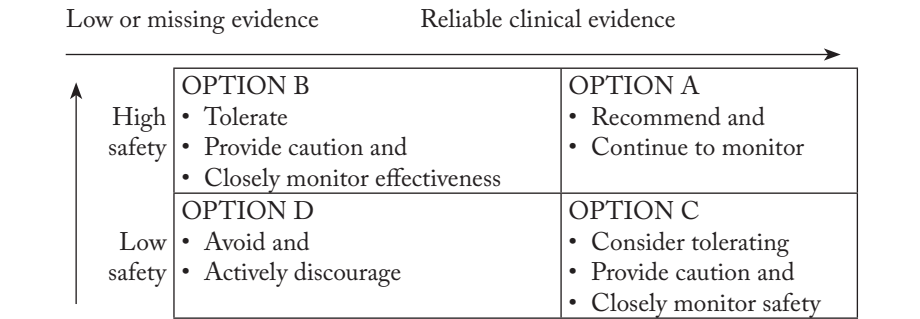 Low or missing evidence
Reliable clinical evidence
High safety
OPTION B
• Tolerate
• Provide caution and
• Closely monitor effectiveness
OPTION A
• Recommend and
• Continue to monitor
Low safety
OPTION D
• Avoid and
• Actively discourage
OPTION C
• Consider tolerating
• Provide caution and
• Closely monitor safety